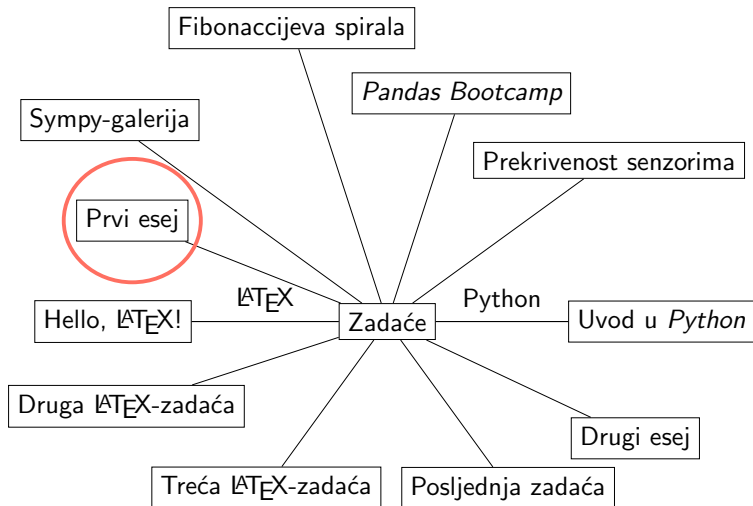 Fibonaccijeva spirala
Pandas Bootcamp
Sympy-galerija
Prekrivenost senzorima
Prvi esej
LATEX
Python
Hello, LATEX!
Zadaće
Uvod u Python
Druga LATEX-zadaća
Drugi esej
Treća LATEX-zadaća
Posljednja zadaća